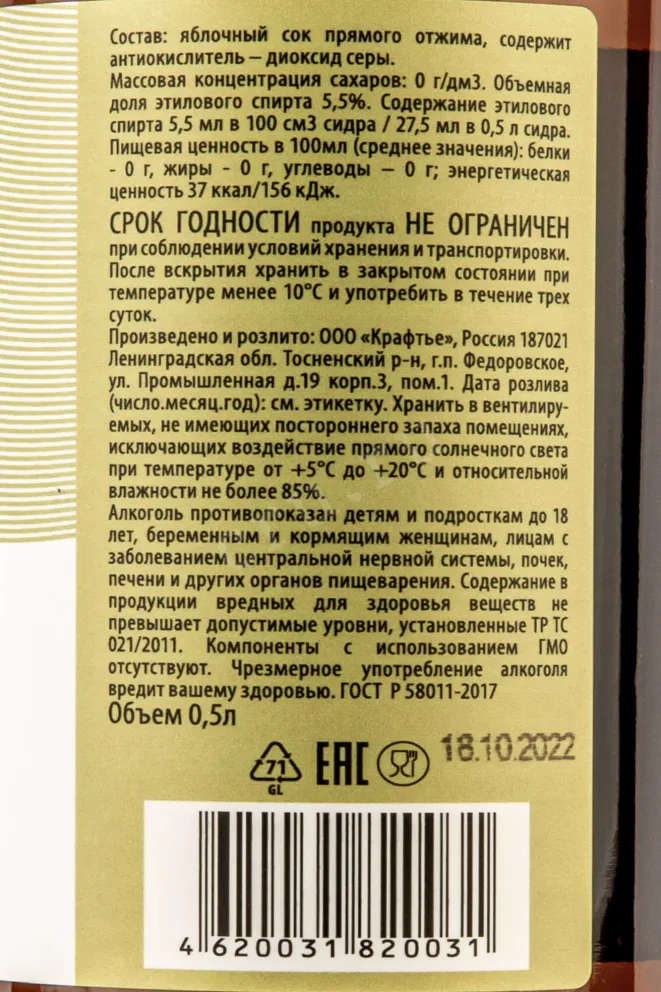 Состав: яблочный сок прямого отжима, содержит
антиокислитель – диоксид серы.
Массовая концентрация сахаров: 0 г/дм3. Объемная
доля этилового спирта 5,5%. Содержание этилового
спирта 5,5 мл в 100 см3 сидра / 27,5 мл в 0,5 л сидра.
Пищевая ценность в 100мл (среднее значения): белки
- 0 г, жиры - 0 г, углеводы – 0 г; энергетическая
ценность 37 ккал/156 кДж.
СРОК ГОДНОСТИ продукта НЕ ОГРАНИЧЕН
при соблюдении условий хранения и транспортировки.
После вскрытия хранить в закрытом состоянии при
температуре менее 10°С и употребить в течение трех
суток.
Произведено и розлито: ООО «Крафтье», Россия 187021
Ленинградская обл. Тосненский р-н, г.п. Федоровское,
ул. Промышленная д.19 корп.3, пом.1. Дата розлива
(число.месяц.год): см. этикетку. Хранить в вентилиру-
емых, не имеющих постороннего запаха помещениях,
исключающих воздействие прямого солнечного света
при температуре от +5°С до +20°С и относительной
влажности не более 85%.
Алкоголь противопоказан детям и подросткам до 18
лет, беременным и кормящим женщинам, лицам с
заболеванием центральной нервной системы, почек,
печени и других органов пищеварения. Содержание в
продукции вредных для здоровья веществ не
превышает допустимые уровни, установленные ТР ТС
021/2011. Компоненты с использованием ГМО
отсутствуют. Чрезмерное употребление алкоголя
вредит вашему здоровью. ГОСТ Р 58011-2017
Объем 0,5л
18.10.2022
71 EAC
GL
4 620031 820031